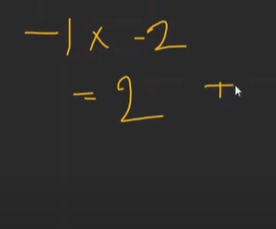 -1 x -2
= 2 +